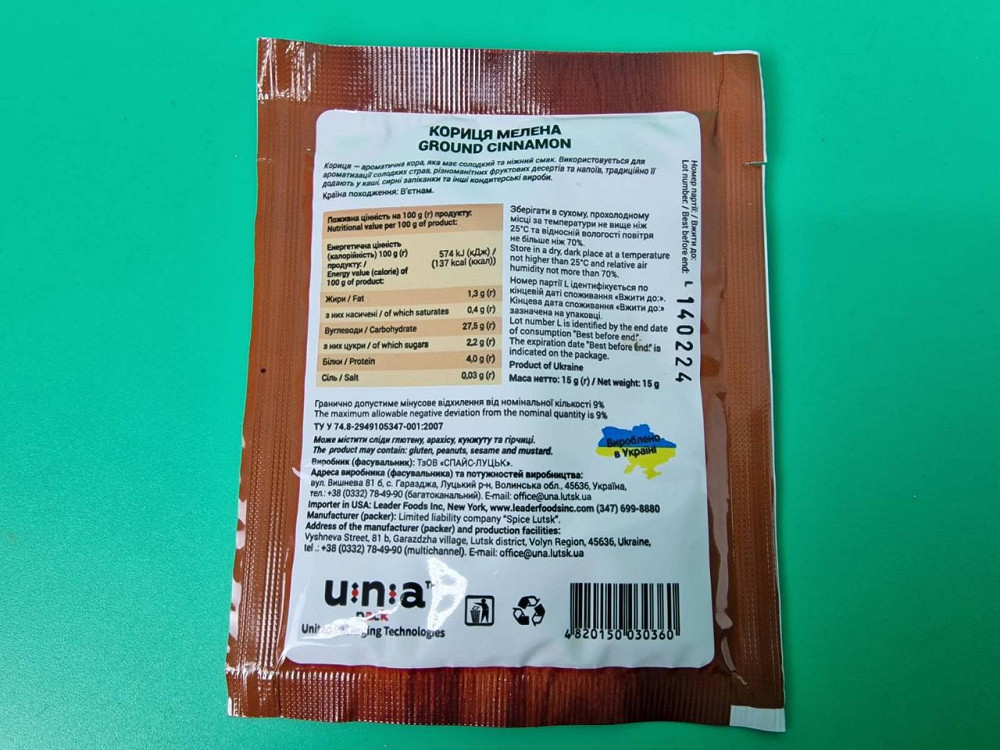 КОРИЦЯ МЕЛЕНА
GROUND CINNAMON
Кориця — ароматична кора, яка має солодкий та ніжний смак. Використовується для
ароматизації солодких страв, різноманітних фруктових десертів та напоїв, традиційно її
додають у каші, сирні запіканки та інші кондитерські вироби.
Країна походження: В'єтнам.
Поживна цінність на 100 g (г) продукту:
Nutritional value per 100 g of product:
Енергетична цінність
(калорійність) 100 g (г)
продукту: /
Energy value (calorie) of
100 g of product:
574 kJ (кДж) /
(137 kcal (ккал))
Жири / Fat 1,3 g (г)
з них насичені / of which saturates 0,4 g (г)
Вуглеводи / Carbohydrate 27,5 g (г)
з них цукри / of which sugars 2,2 g (г)
Білки / Protein 4,0 g (г)
Сіль / Salt 0,03 g (г)
Зберігати в сухому, прохолодному
місці за температури не вище ніж
25°С та відносній вологості повітря
не більше ніж 70%.
Store in a dry, dark place at a temperature
not higher than 25°C and relative air
humidity not more than 70%.
Номер партії L ідентифікується по
кінцевій даті споживання «Вжити до:».
Кінцева дата споживання «Вжити до:»
зазначена на упаковці.
Lot number L is identified by the end date
of consumption "Best before end:".
The expiration date "Best before end:" is
indicated on the package.
Product of Ukraine
Маса нетто: 15 g (г) / Net weight: 15 g
Номер партії: / Вжити до:
Lot number: / Best before end: L 140224
Гранично допустиме мінусове відхилення від номінальної кількості 9%
The maximum allowable negative deviation from the nominal quantity is 9%
ТУ У 74.8-2949105347-001:2007
Може містити сліди глютену, арахісу, кунжуту та гірчиці.
The product may contain: gluten, peanuts, sesame and mustard.
Вироблено
в Україні
Виробник (фасувальник): ТзОВ «СПАЙС-ЛУЦЬК».
Адреса виробника (фасувальника) та потужностей виробництва:
вул. Вишнева 81 б, с. Гаразджа, Луцький р-н, Волинська обл., 45636, Україна,
тел.: +38 (0332) 78-49-90 (багатоканальний). E-mail: office@una.lutsk.ua
Importer in USA: Leader Foods Inc, New York, www.leaderfoodsinc.com (347) 699-8880
Manufacturer (packer): Limited liability company "Spice Lutsk".
Address of the manufacturer (packer) and production facilities:
Vyshneva Street, 81 b, Garazdzha village, Lutsk district, Volyn Region, 45636, Ukraine,
tel .: +38 (0332) 78-49-90 (multichannel). E-mail: office@una.lutsk.ua
u:n:a™
pack
Technologies
4 820150 030360